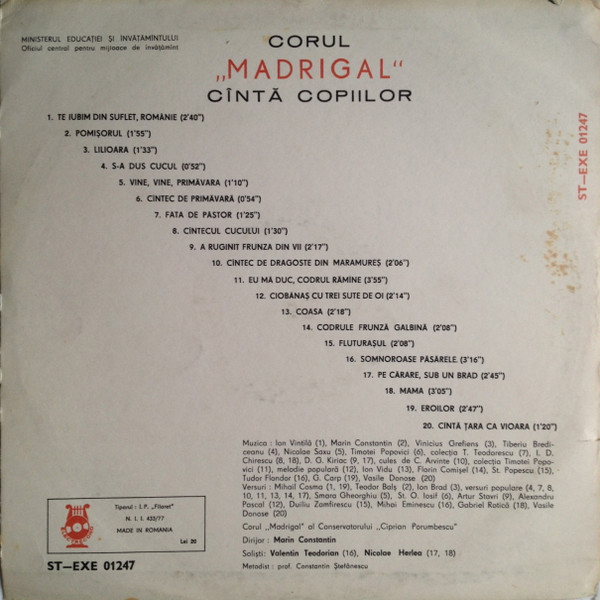 MINISTERUL EDUCAȚIEI ȘI INVĂTĂMÎNTULUI
Oficiul central pentru mijloace de învățămînt
CORUL
„MADRIGAL“
CÎNTĂ COPIILOR
ST—EXE 01247
1. TE IUBIM DIN SUFLET, ROMÂNIE (2'40")
2. POMIȘORUL (1'55")
3. LILIOARA (1'33")
4. S-A DUS CUCUL (0'52")
5. VINE, VINE, PRIMĂVARA (1'10")
6. CÎNTEC DE PRIMĂVARĂ (0'54")
7. FATA DE PĂSTOR (1'25")
8. CÎNTECUL CUCULUI (1'30")
9. A RUGINIT FRUNZA DIN VII (2'17")
10. CÎNTEC DE DRAGOSTE DIN MARAMUREȘ (2'06")
11. EU MĂ DUC, CODRUL RĂMÎNE (3'55")
12. CIOBĂNAȘ CU TREI SUTE DE OI (2'14")
13. COASA (2'18")
14. CODRULE FRUNZĂ GALBINĂ (2'08")
15. FLUTURAȘUL (2'08")
16. SOMNOROASE PĂSĂRELE. (3'16")
17. PE CĂRARE, SUB UN BRAD (2'45")
18. MAMA (3'05")
19. EROILOR (2'47")
20. CÎNTĂ ȚARA CA VIOARA (1'20")
Muzica : Ion Vintilă (1), Marin Constantin (2), Vinicius Grefiens (3), Tiberiu Bredi-
ceanu (4), Nicolae Saxu (5), Timotei Popovici (6), colecția T. Teodorescu (7), I. D.
Chirescu (8, 18), D. G. Kiriac (9, 17), cules de C. Arvinte (10), colecția Timotei Popo-
vici (11), melodie populară (12), Ion Vidu (13), Florin Comișel (14), St. Popescu (15),
Tudor Flondor (16), G. Carp (19), Vasile Donose (20)
Versuri : Mihail Cosma (1, 19), Teodor Balș (2), Ion Brad (3), versuri populare (4, 7, 8,
10, 11, 13, 14, 17), Smara Gheorghiu (5), St. O. Iosif (6), Artur Stavri (9), Alexandru
Pascal (12), Duiliu Zamfirescu (15), Mihai Eminescu (16), Gabriel Rotică (18), Vasile
Donose (20)
Corul „Madrigal" al Conservatorului „Ciprian Porumbescu"
Dirijor : Marin Constantin
Soliști: Valentin Teodorian (16), Nicolae Herlea (17, 18)
Metodist : prof. Constantin Ștefănescu
Tiparul : I.P. „Filaret"
N. I. I. 433/77
MADE IN ROMANIA
Lei 20
ST—EXE 01247